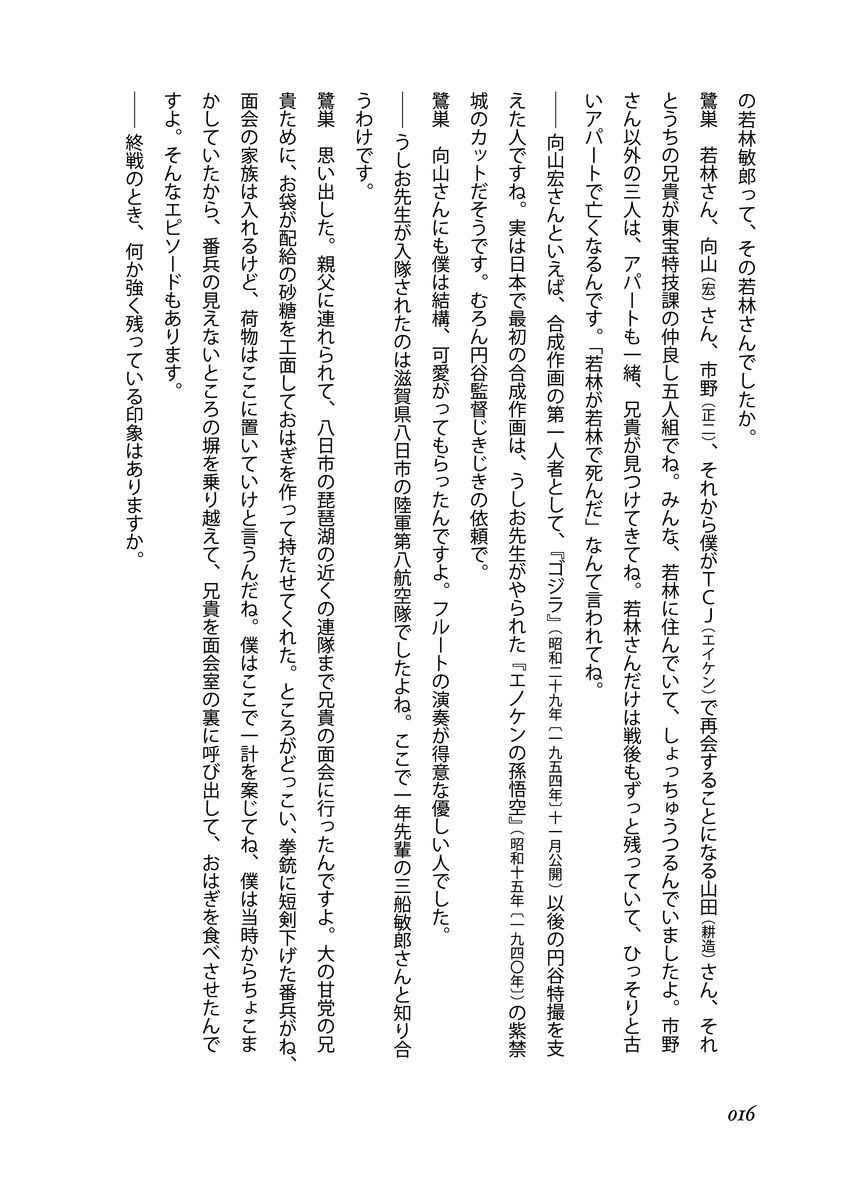 の若林敏郎って、その若林さんでしたか。
鷺巣　若林さん、向山（宏）さん、市野（正二）、それから僕がＴＣＪ（エイケン）で再会することになる山田（耕造）さん、それ
とうちの兄貴が東宝特技課の仲良し五人組でね。みんな、若林に住んでいて、しょっちゅうつるんでいましたよ。市野
さん以外の三人は、アパートも一緒、兄貴が見つけてきてね。若林さんだけは戦後もずっと残っていて、ひっそりと古
いアパートで亡くなるんです。「若林が若林で死んだ」なんて言われてね。
――向山宏さんといえば、合成作画の第一人者として、『ゴジラ』（昭和二十九年〔一九五四年〕十一月公開）以後の円谷特撮を支
えた人ですね。実は日本で最初の合成作画は、うしお先生がやられた『エノケンの孫悟空』（昭和十五年〔一九四〇年〕）の紫禁
城のカットだそうです。むろん円谷監督じきじきの依頼で。
鷺巣　向山さんにも僕は結構、可愛がってもらったんですよ。フルートの演奏が得意な優しい人でした。
――うしお先生が入隊されたのは滋賀県八日市の陸軍第八航空隊でしたよね。ここで一年先輩の三船敏郎さんと知り合
うわけです。
鷺巣　思い出した。親父に連れられて、八日市の琵琶湖の近くの連隊まで兄貴の面会に行ったんですよ。大の甘党の兄
貴ために、お袋が配給の砂糖を工面しておはぎを作って持たせてくれた。ところがどっこい、拳銃に短剣下げた番兵がね、
面会の家族は入れるけど、荷物はここに置いていけと言うんだね。僕はここで一計を案じてね、僕は当時からちょこま
かしていたから、番兵の見えないところの塀を乗り越えて、兄貴を面会室の裏に呼び出して、おはぎを食べさせたんで
すよ。そんなエピソードもあります。
――終戦のとき、何か強く残っている印象はありますか。
016